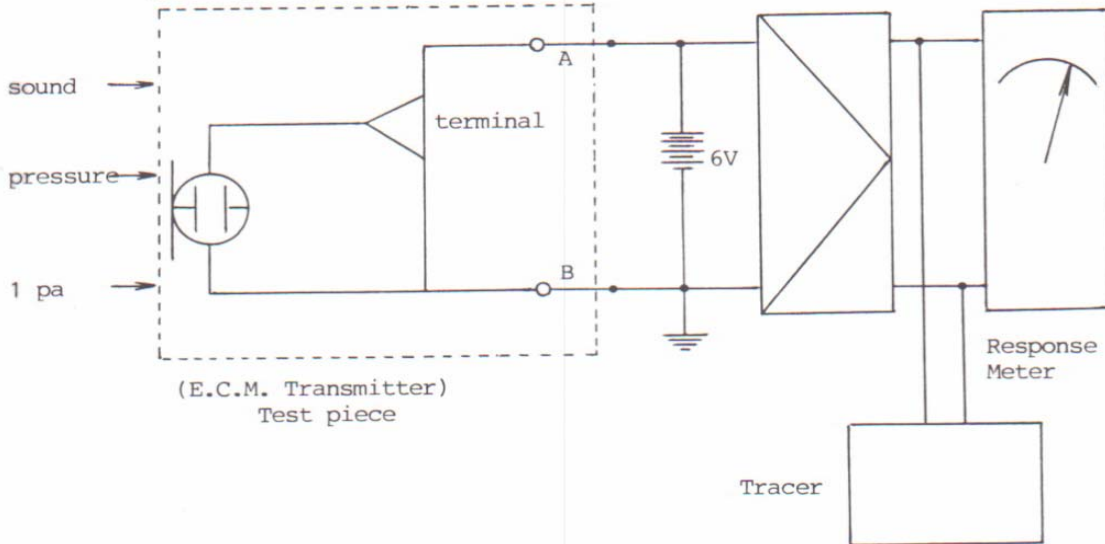 sound
pressure
1 pa
terminal
A
B
6V
(E.C.M. Transmitter)
Test piece
Response
Meter
Tracer